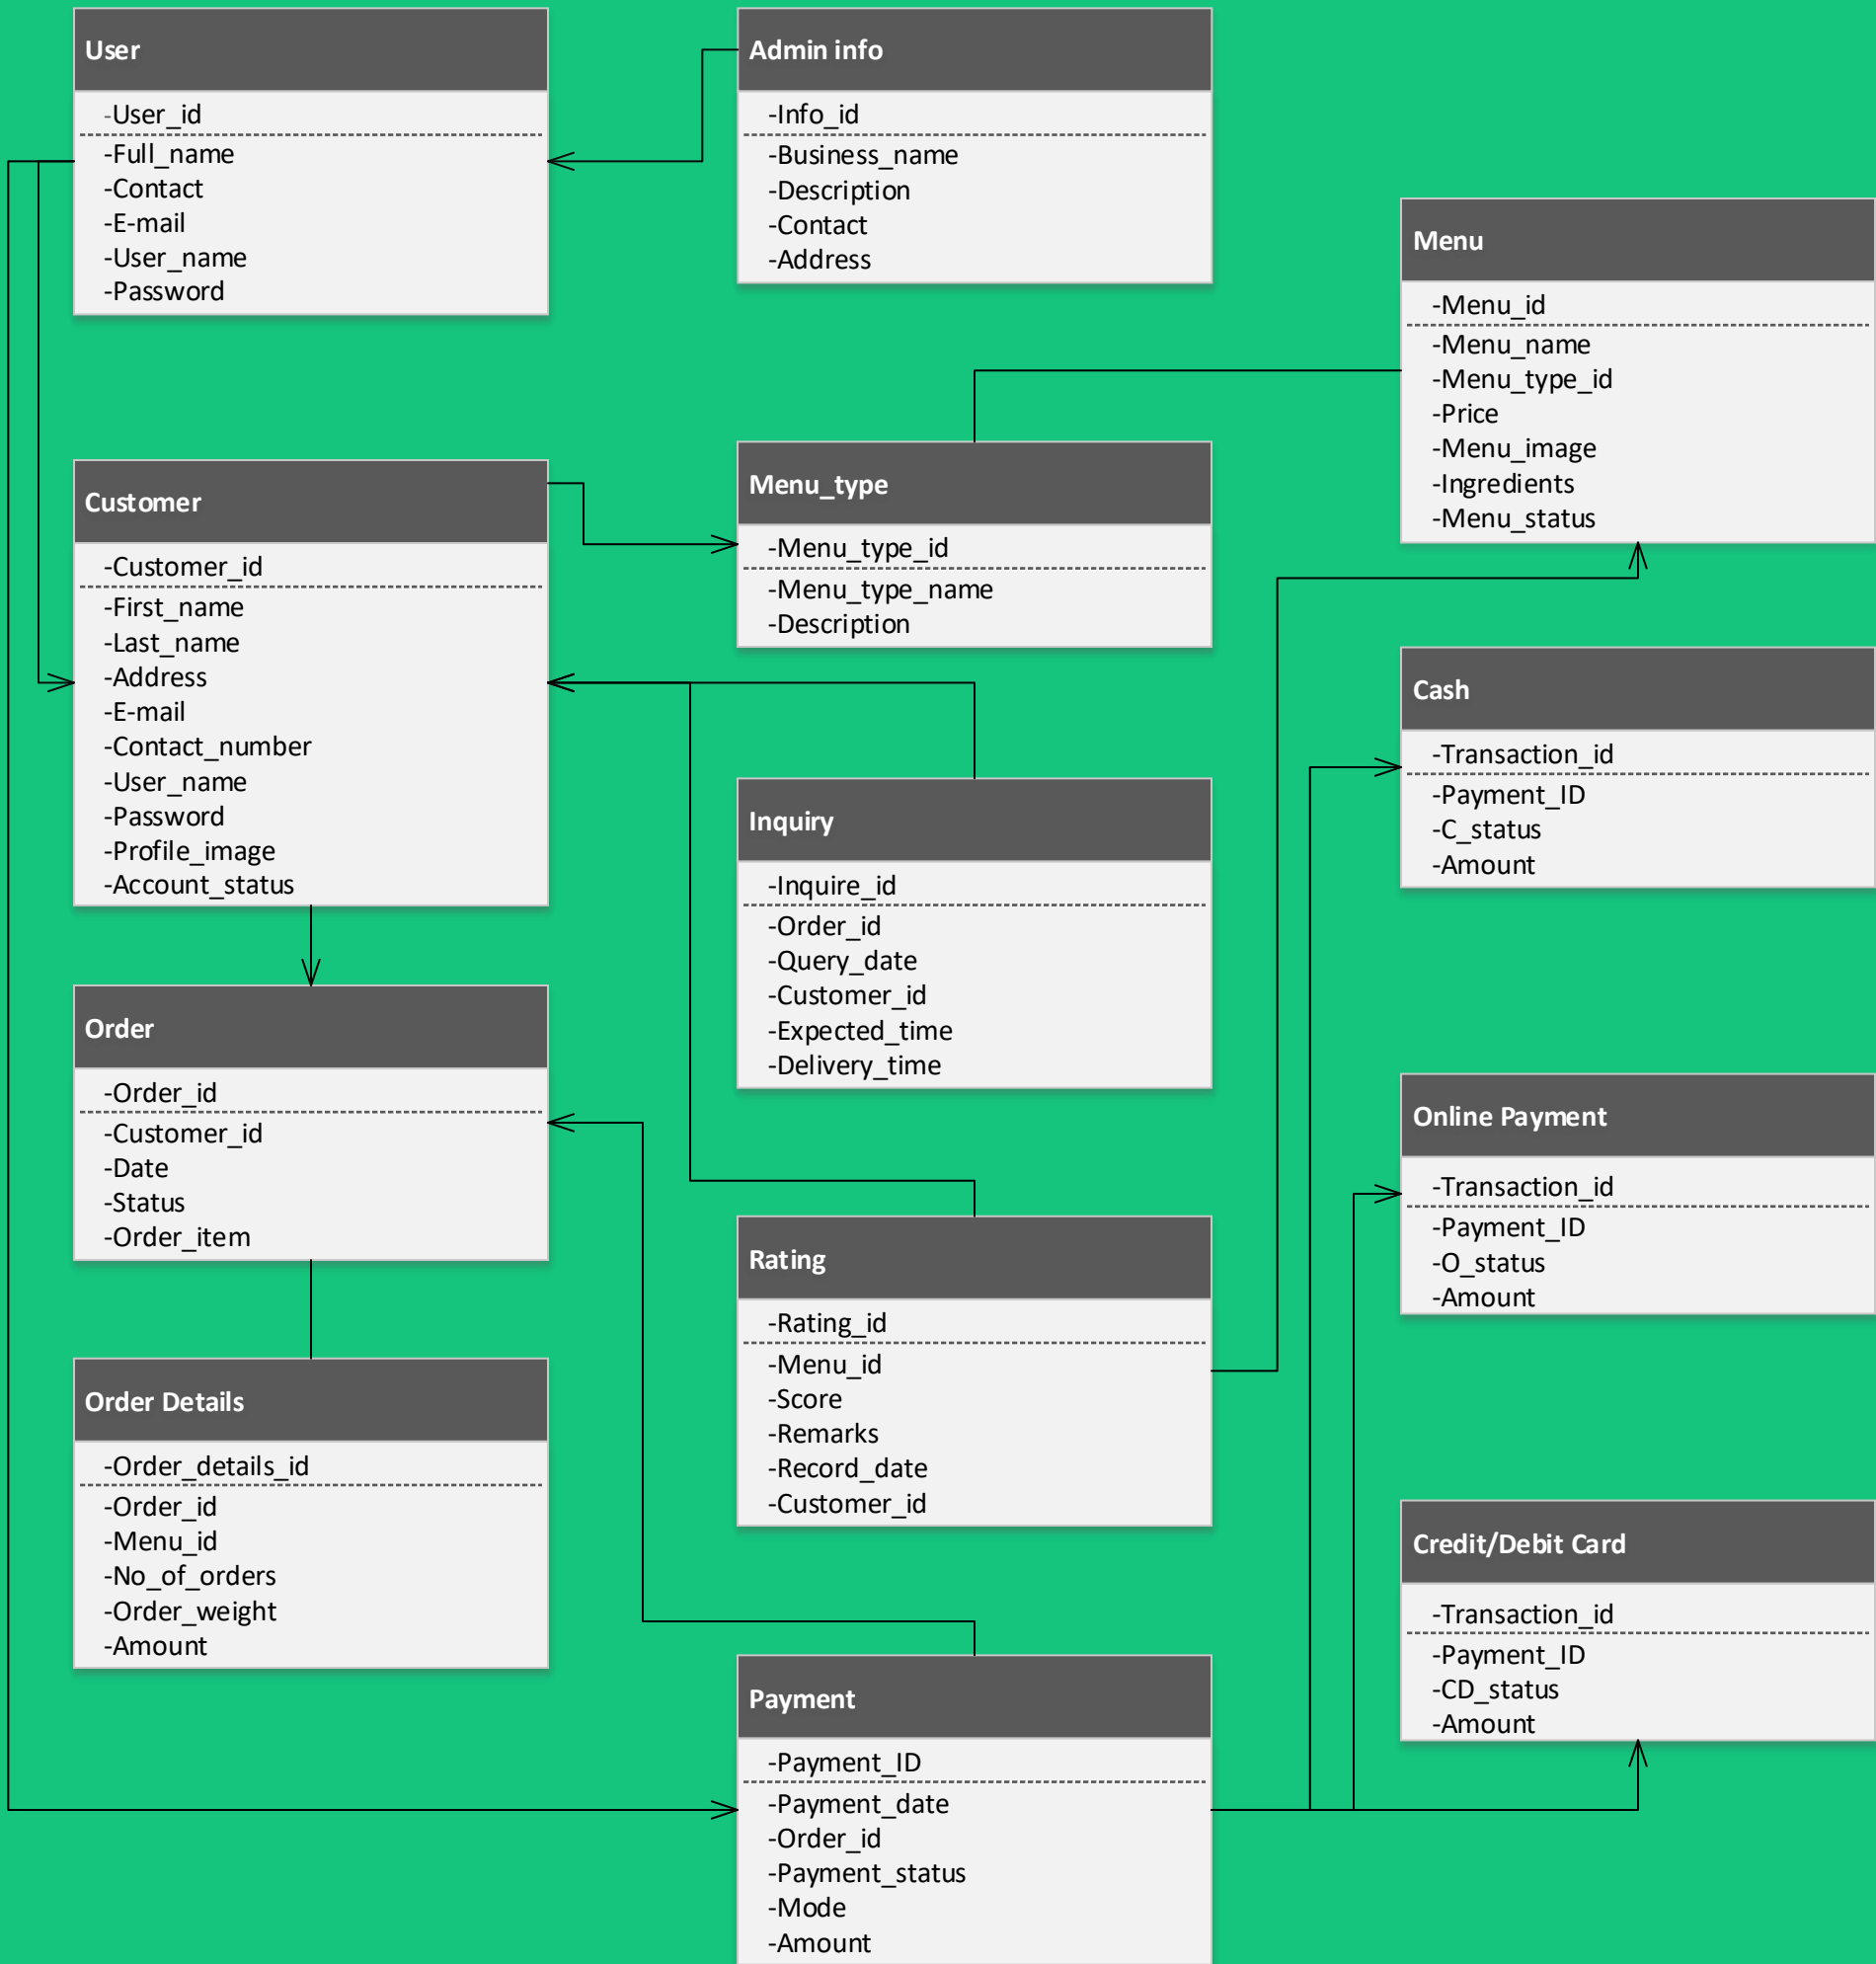 User
-User_id
-Full_name
-Contact
-E-mail
-User_name
-Password
Admin info
-Info_id
-Business_name
-Description
-Contact
-Address
Menu
-Menu_id
-Menu_name
-Menu_type_id
-Price
-Menu_image
-Ingredients
-Menu_status
Customer
-Customer_id
-First_name
-Last_name
-Address
-E-mail
-Contact_number
-User_name
-Password
-Profile_image
-Account_status
Menu_type
-Menu_type_id
-Menu_type_name
-Description
Cash
-Transaction_id
-Payment_ID
-C_status
-Amount
Inquiry
-Inquire_id
-Order_id
-Query_date
-Customer_id
-Expected_time
-Delivery_time
Order
-Order_id
-Customer_id
-Date
-Status
-Order_item
Online Payment
-Transaction_id
-Payment_ID
-O_status
-Amount
Rating
-Rating_id
-Menu_id
-Score
-Remarks
-Record_date
-Customer_id
Order Details
-Order_details_id
-Order_id
-Menu_id
-No_of_orders
-Order_weight
-Amount
Credit/Debit Card
-Transaction_id
-Payment_ID
-CD_status
-Amount
Payment
-Payment_ID
-Payment_date
-Order_id
-Payment_status
-Mode
-Amount